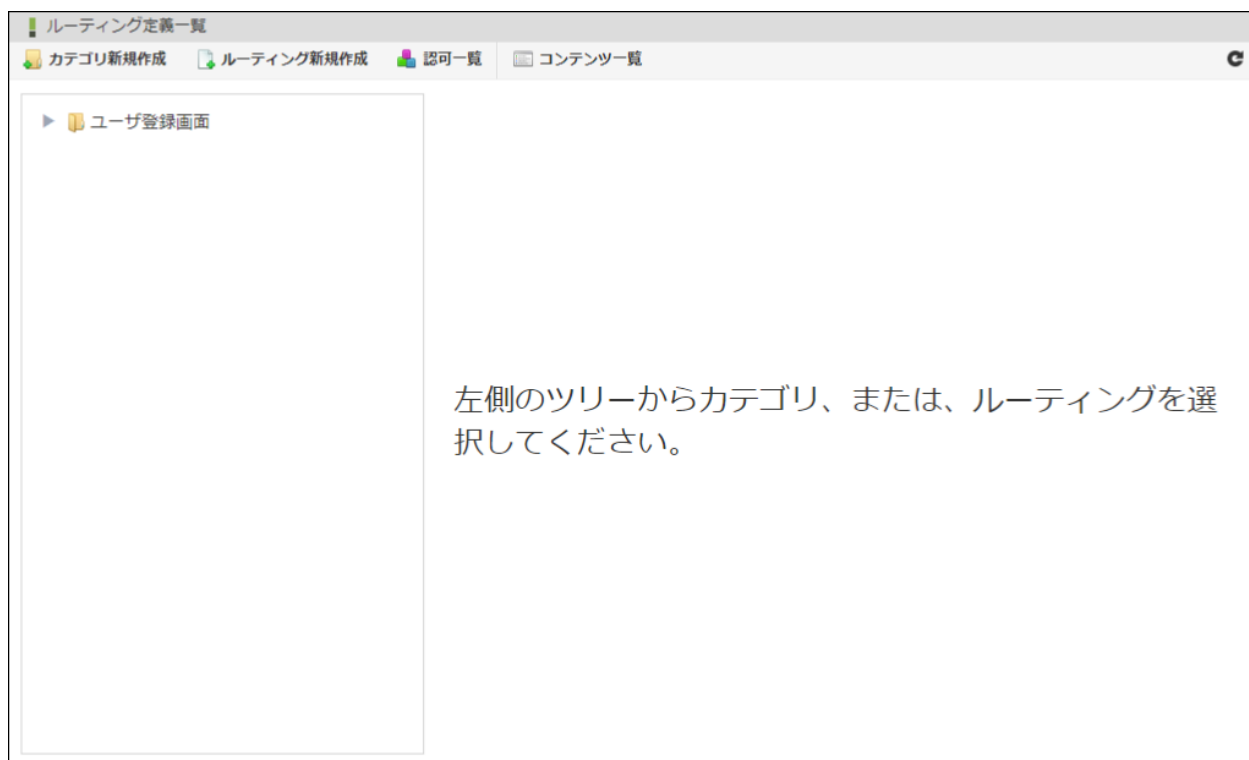 ルーティング定義一覧
カテゴリ新規作成 ルーティング新規作成 認可一覧 コンテンツ一覧
ユーザ登録画面
左側のツリーからカテゴリ、または、ルーティングを選
択してください。